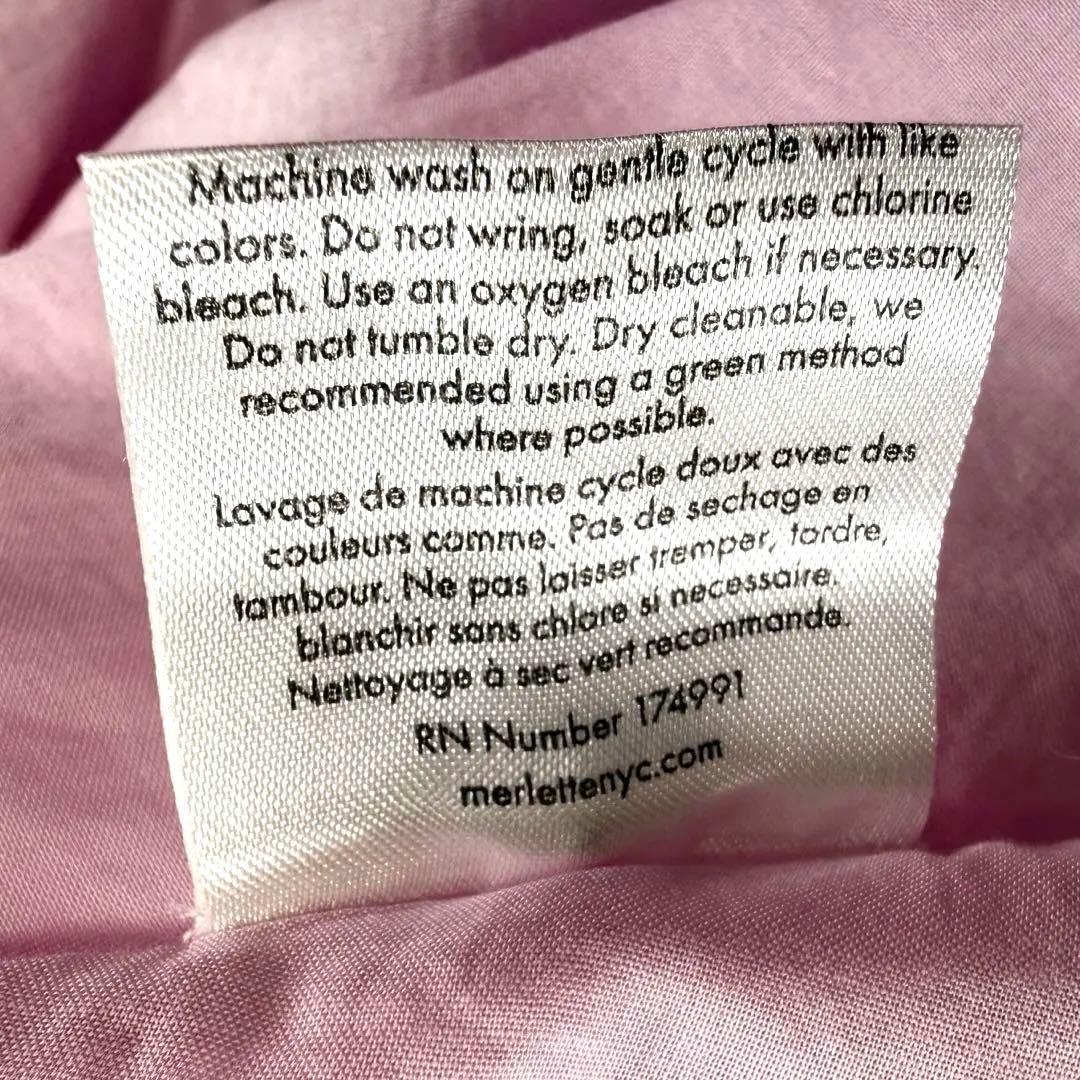 Machine wash on gentle cycle with like
colors. Do not wring, soak or use chlorine
bleach. Use an oxygen bleach if necessary.
Do not tumble dry. Dry cleanable, we
recommended using a green method
where possible.
Lavage de machine cycle doux avec des
couleurs comme. Pas de sechage en
tambour. Ne pas laisser tremper, tordre,
blanchir sans chlore si necessaire.
Nettoyage à sec vert recommande.
RN Number 174991
merlettenyc.com